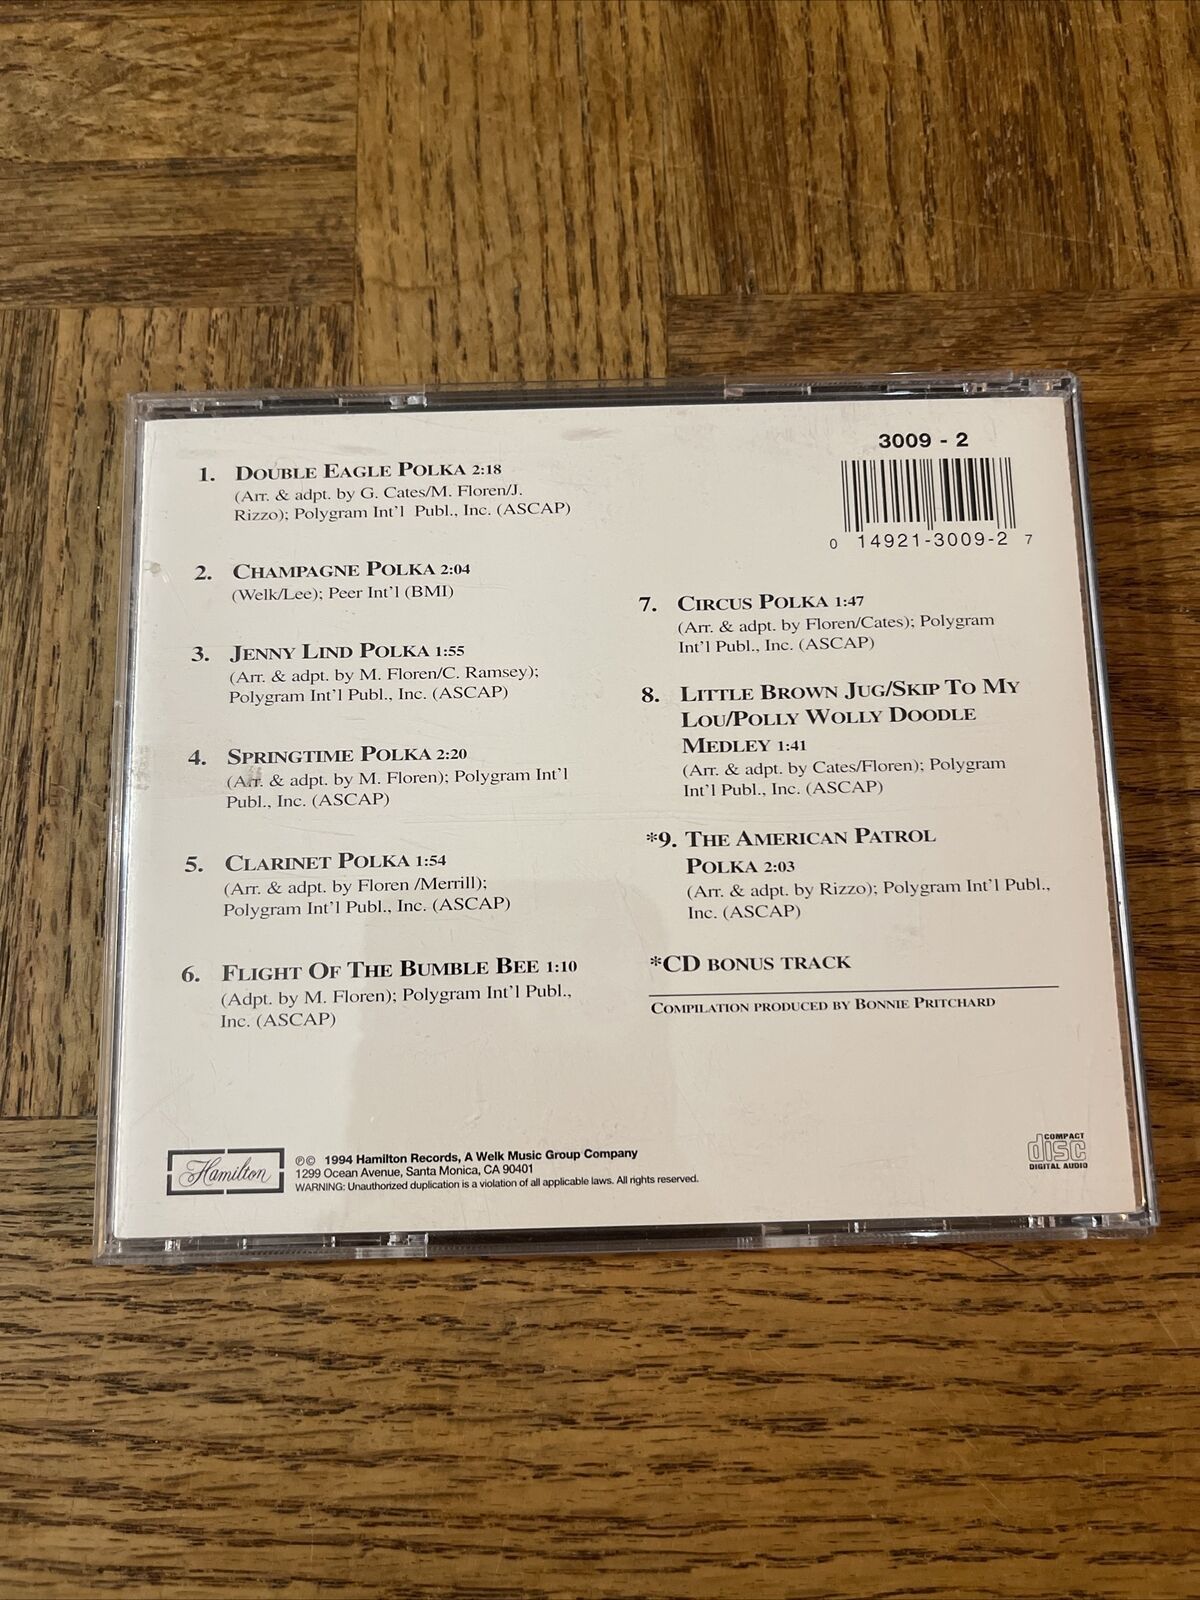 1. DOUBLE EAGLE POLKA 2:18
(Arr. & adpt. by G. Cates/M. Floren/J.
Rizzo); Polygram Int'l Publ., Inc. (ASCAP)
2. CHAMPAGNE POLKA 2:04
(Welk/Lee); Peer Int'l (BMI)
3. JENNY LIND POLKA 1:55
(Arr. & adpt. by M. Floren/C. Ramsey);
Polygram Int'l Publ., Inc. (ASCAP)
4. SPRINGTIME POLKA 2:20
(Arr. & adpt. by M. Floren); Polygram Int'l
Publ., Inc. (ASCAP)
5. CLARINET POLKA 1:54
(Arr. & adpt. by Floren /Merrill);
Polygram Int'l Publ., Inc. (ASCAP)
6. FLIGHT OF THE BUMBLE BEE 1:10
(Adpt. by M. Floren); Polygram Int'l Publ.,
Inc. (ASCAP)
3009 - 2
0 14921-3009-2 7
7. CIRCUS POLKA 1:47
(Arr. & adpt. by Floren/Cates); Polygram
Int'l Publ., Inc. (ASCAP)
8. LITTLE BROWN JUG/SKIP TO MY
LOU/POLLY WOLLY DOODLE
MEDLEY 1:41
(Arr. & adpt. by Cates/Floren); Polygram
Int'l Publ., Inc. (ASCAP)
*9. THE AMERICAN PATROL
POLKA 2:03
(Arr. & adpt. by Rizzo); Polygram Int'l Publ.,
Inc. (ASCAP)
*CD BONUS TRACK
COMPILATION PRODUCED BY BONNIE PRITCHARD
Hamilton
℗© 1994 Hamilton Records, A Welk Music Group Company
1299 Ocean Avenue, Santa Monica, CA 90401
WARNING: Unauthorized duplication is a violation of all applicable laws. All rights reserved.
COMPACT
disc
DIGITAL AUDIO